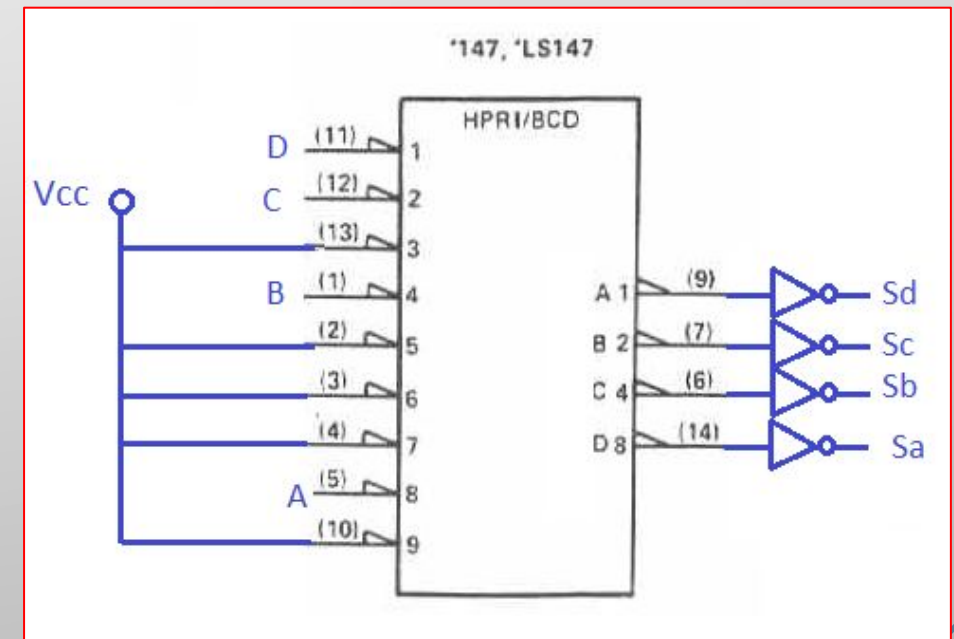 '147, 'LS147
HPRI/BCD
D (11) 1
Vcc
C (12) 2
(13) 3
B (1) 4
A 1 (9) Sd
(2) 5
B 2 (7) Sc
(3) 6
C 4 (6) Sb
(4) 7
D 8 (14) Sa
A (5) 8
(10) 9